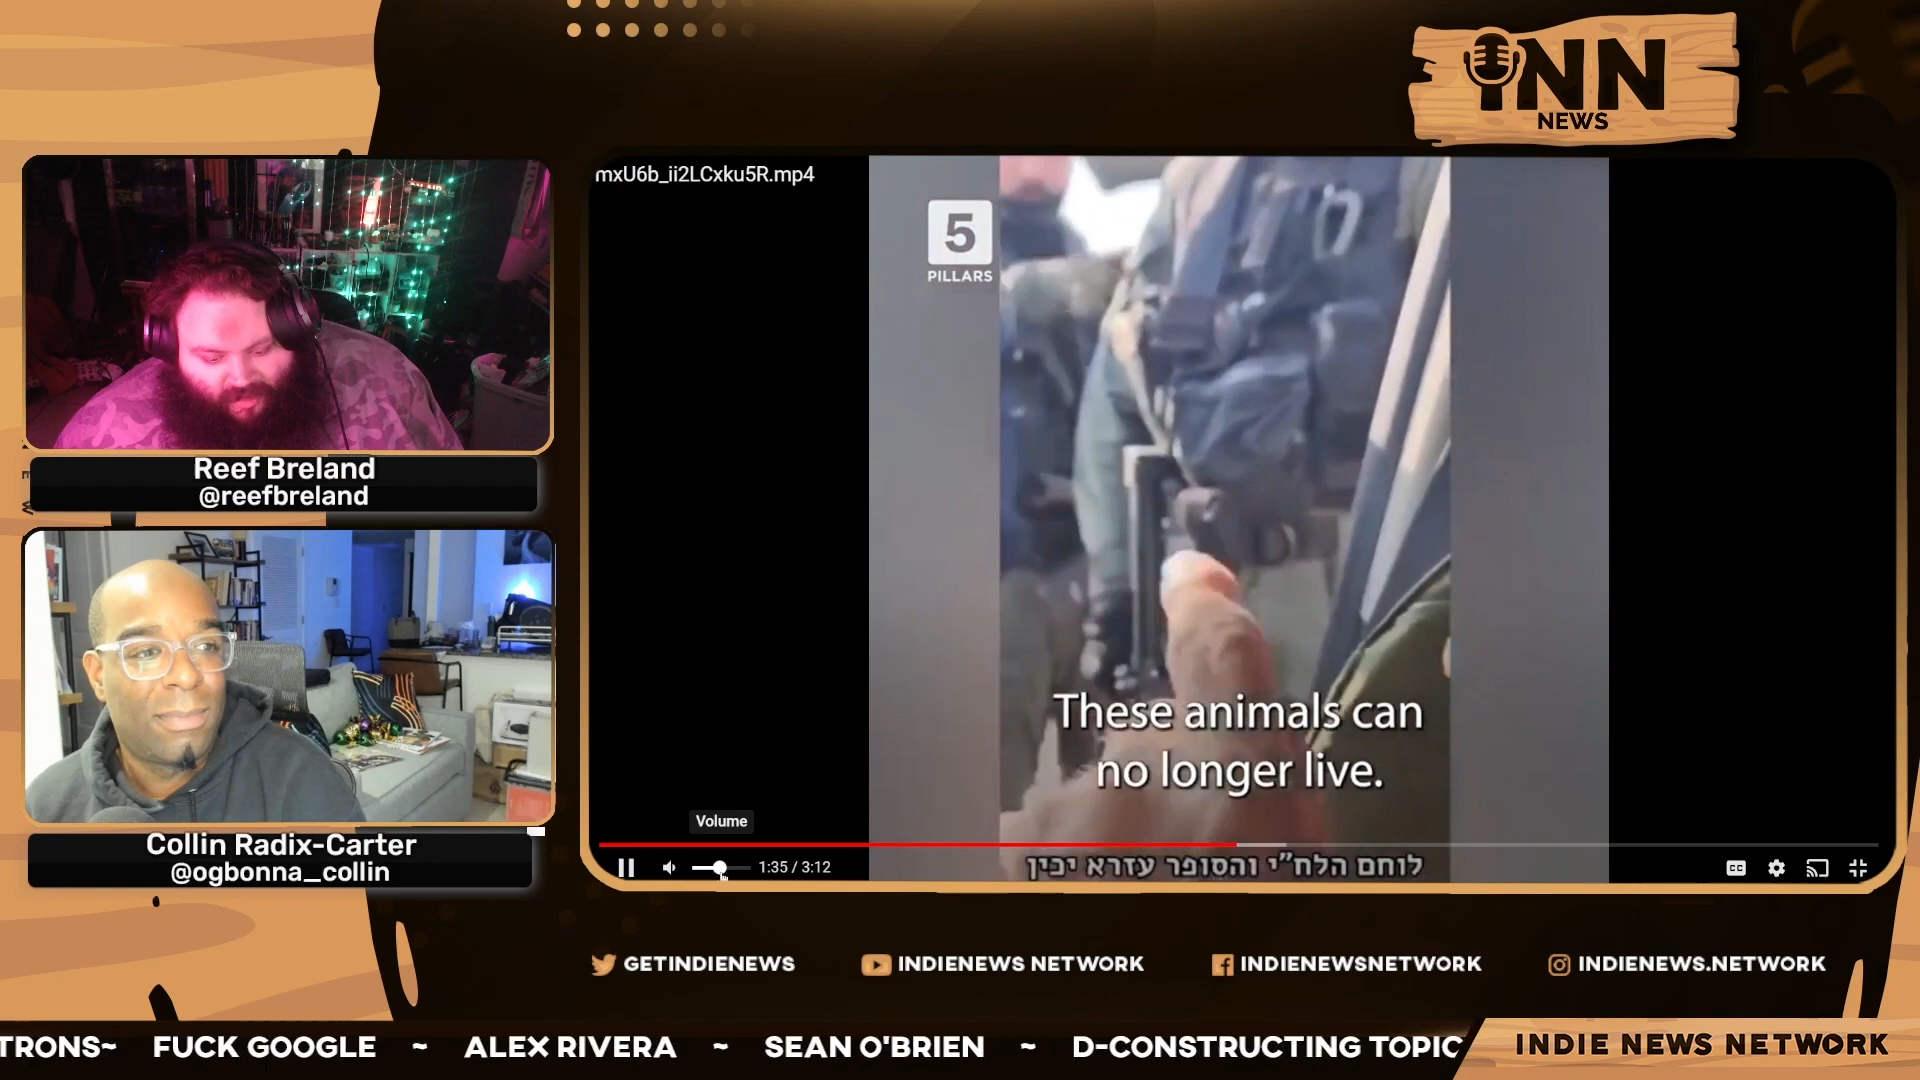 INN
NEWS
mxU6b_ii2LCxku5R.mp4
5
PILLARS
Reef Breland
@reefbreland
These animals can
no longer live.
Volume
1:35 / 3:12
לוחם הלח"י והסופר עזרא יכין
CC
Collin Radix-Carter
@ogbonna_collin
GETINDIENEWS
INDIENEWS NETWORK
INDIENEWSNETWORK
INDIENEWS.NETWORK
TRONS~ FUCK GOOGLE ~ ALEX RIVERA ~ SEAN O'BRIEN ~ D-CONSTRUCTING TOPIC
INDIE NEWS NETWORK